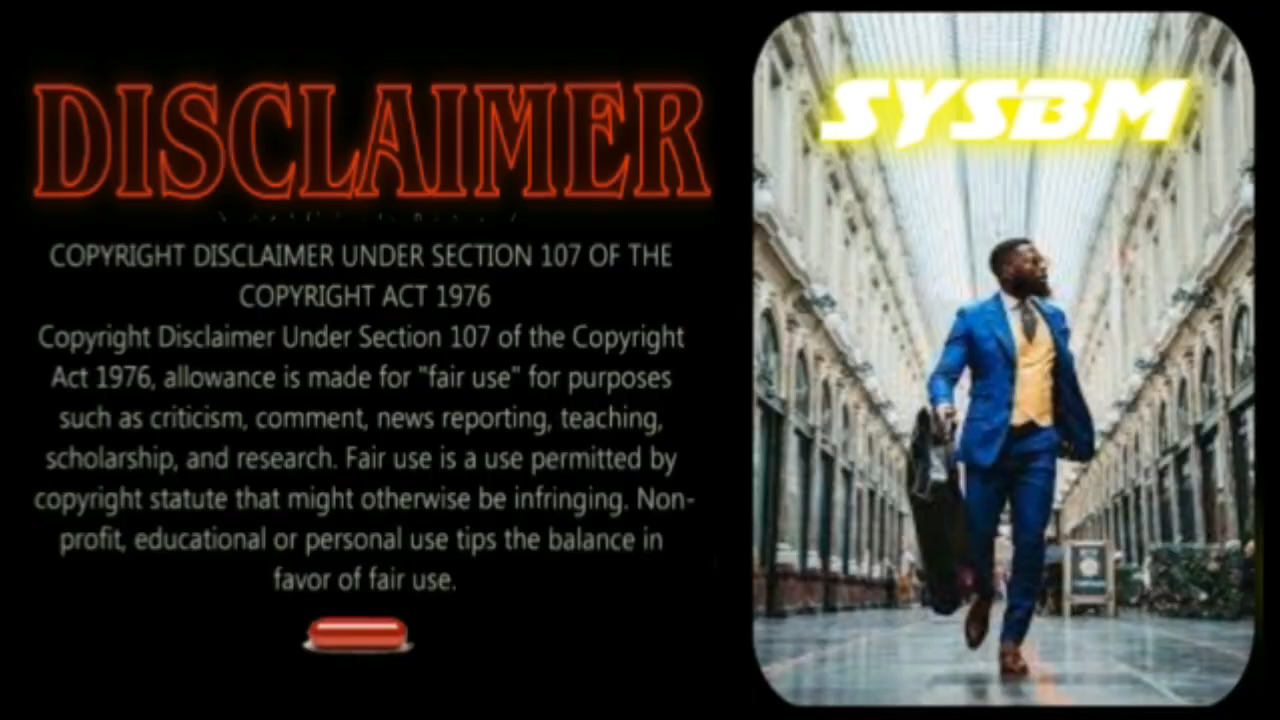 DISCLAIMER
COPYRIGHT DISCLAIMER UNDER SECTION 107 OF THE
COPYRIGHT ACT 1976
Copyright Disclaimer Under Section 107 of the Copyright
Act 1976, allowance is made for "fair use" for purposes
such as criticism, comment, news reporting, teaching,
scholarship, and research. Fair use is a use permitted by
copyright statute that might otherwise be infringing. Non-
profit, educational or personal use tips the balance in
favor of fair use.
SYSBM